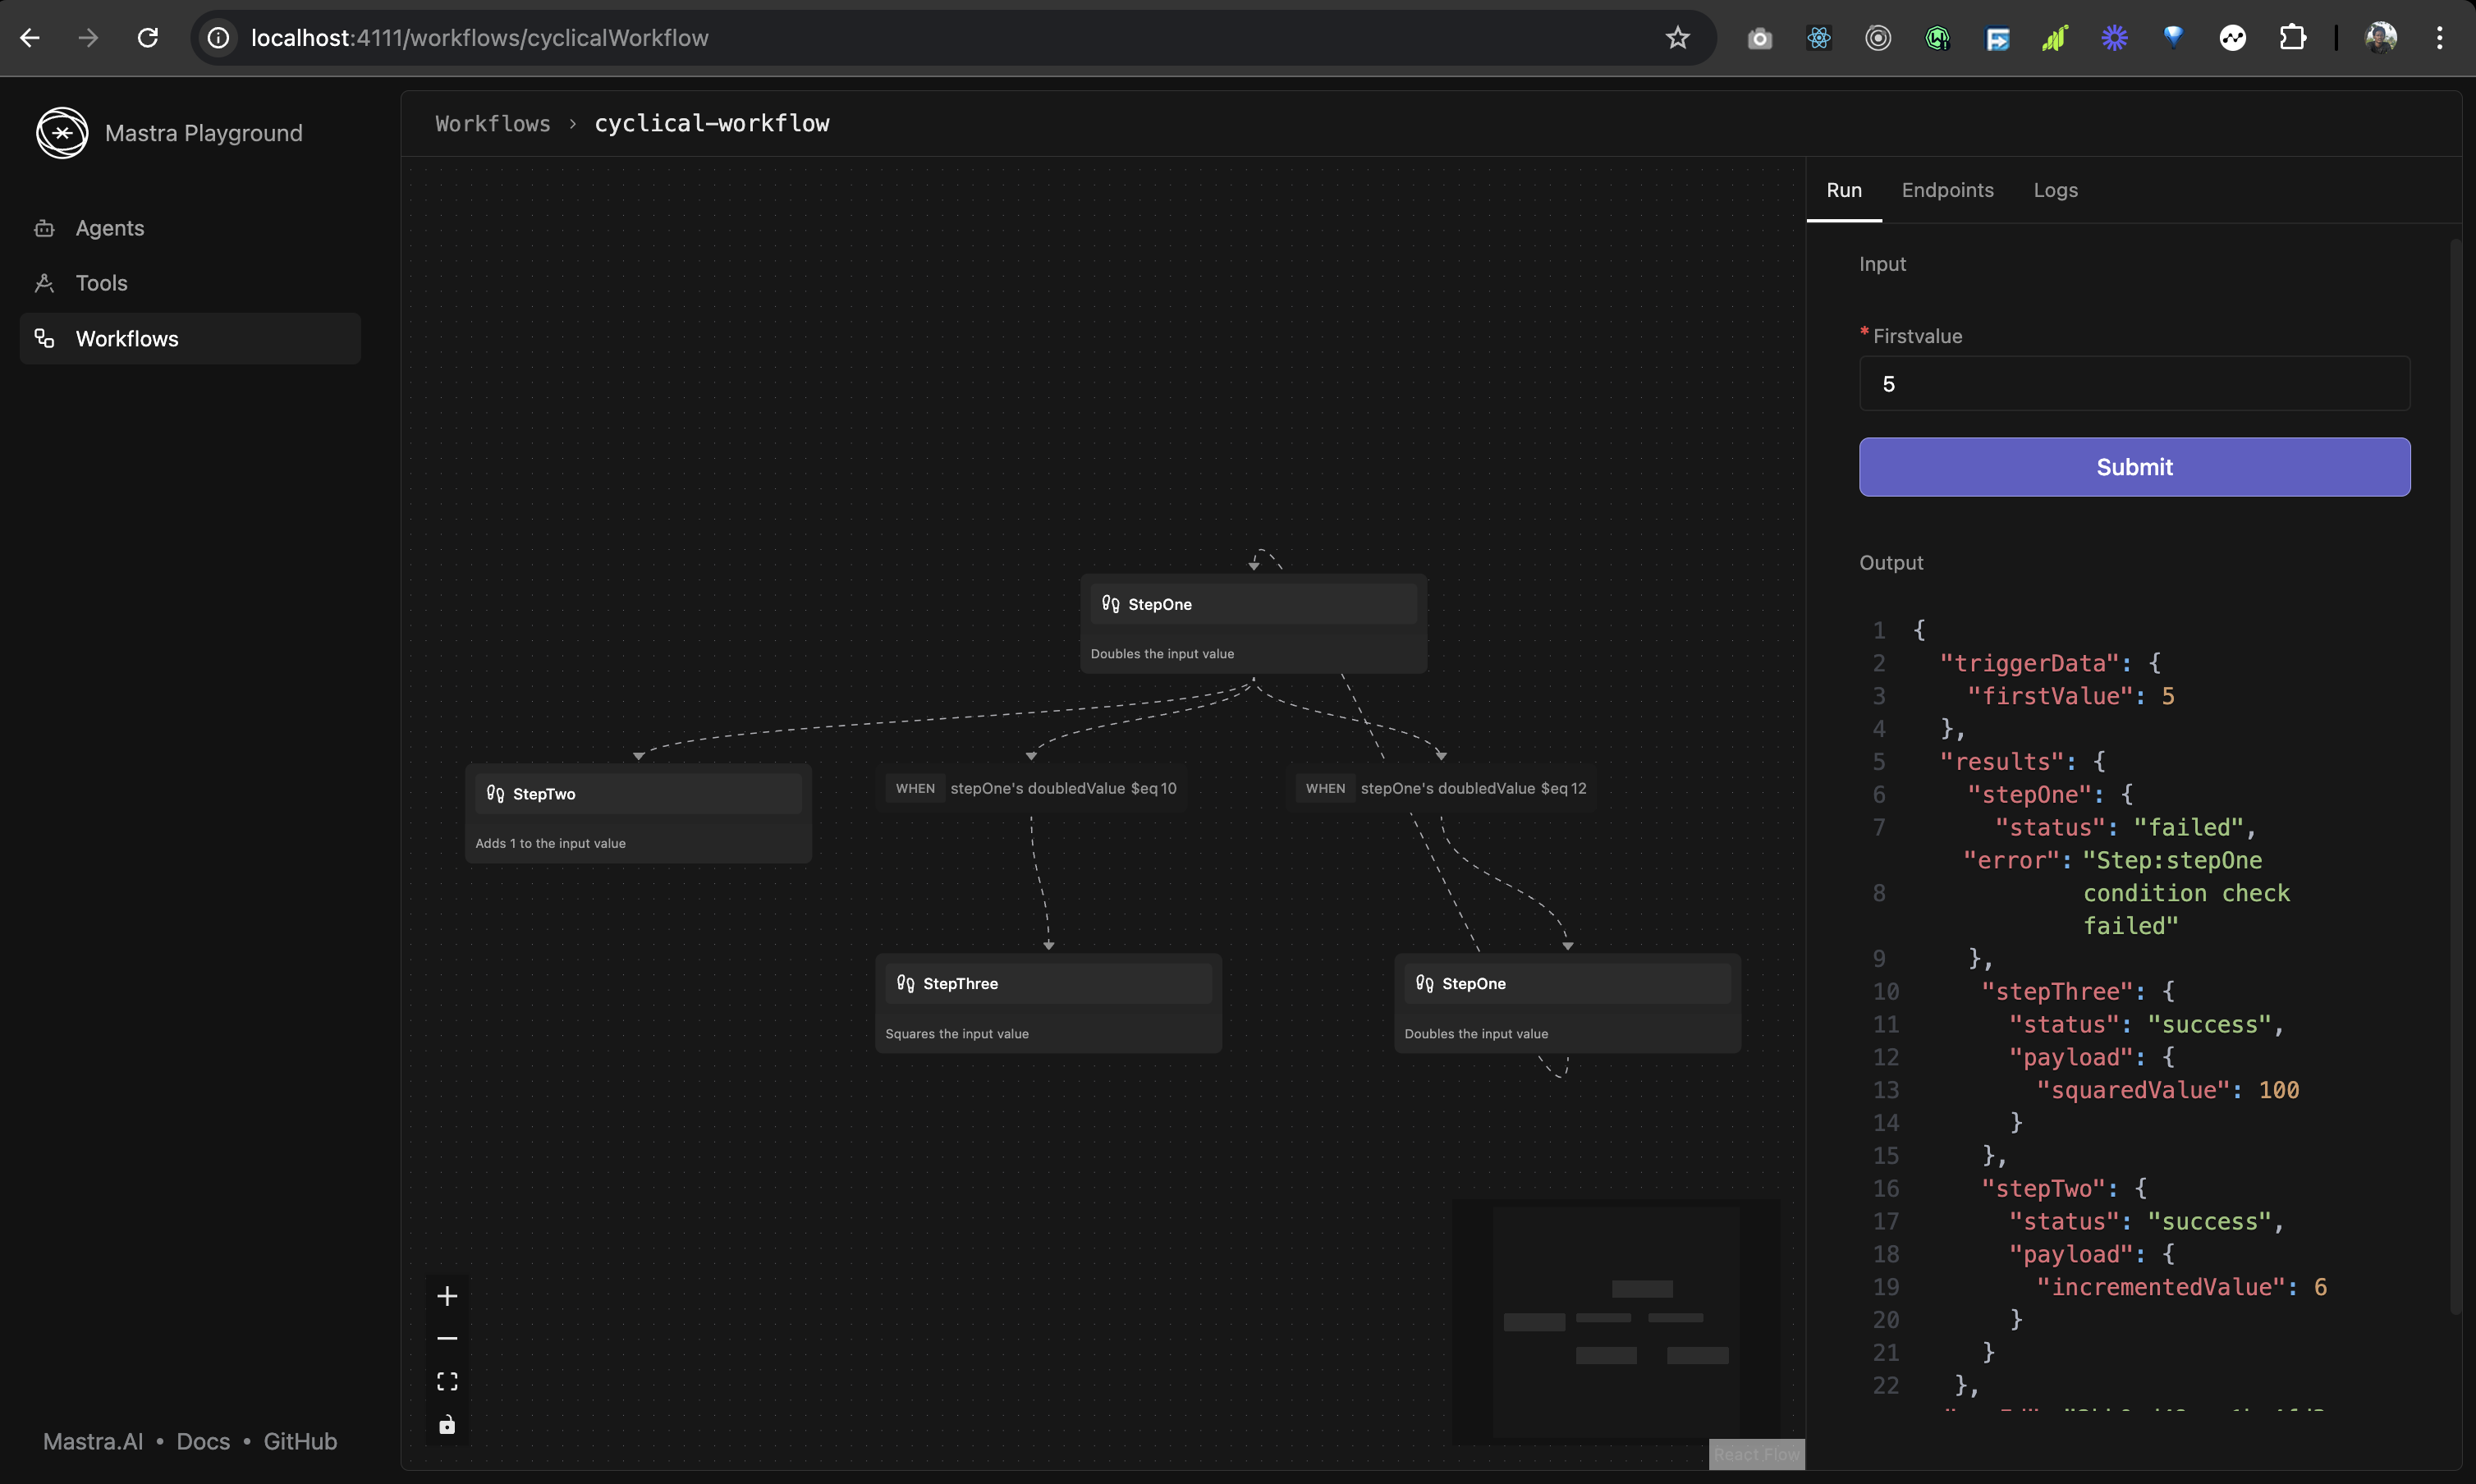 localhost:4111/workflows/cyclicalWorkflow
Mastra Playground
Agents
Tools
Workflows
Mastra.AI • Docs • GitHub
Workflows › cyclical-workflow
StepOne
Doubles the input value
StepTwo
Adds 1 to the input value
WHEN stepOne's doubledValue $eq 10
WHEN stepOne's doubledValue $eq 12
StepThree
Squares the input value
StepOne
Doubles the input value
React Flow
Run Endpoints Logs
Input
* Firstvalue
5
Submit
Output
1 {
2 "triggerData": {
3 "firstValue": 5
4 },
5 "results": {
6 "stepOne": {
7 "status": "failed",
"error": "Step:stepOne
8 condition check
failed"
9 },
10 "stepThree": {
11 "status": "success",
12 "payload": {
13 "squaredValue": 100
14 }
15 },
16 "stepTwo": {
17 "status": "success",
18 "payload": {
19 "incrementedValue": 6
20 }
21 }
22 },